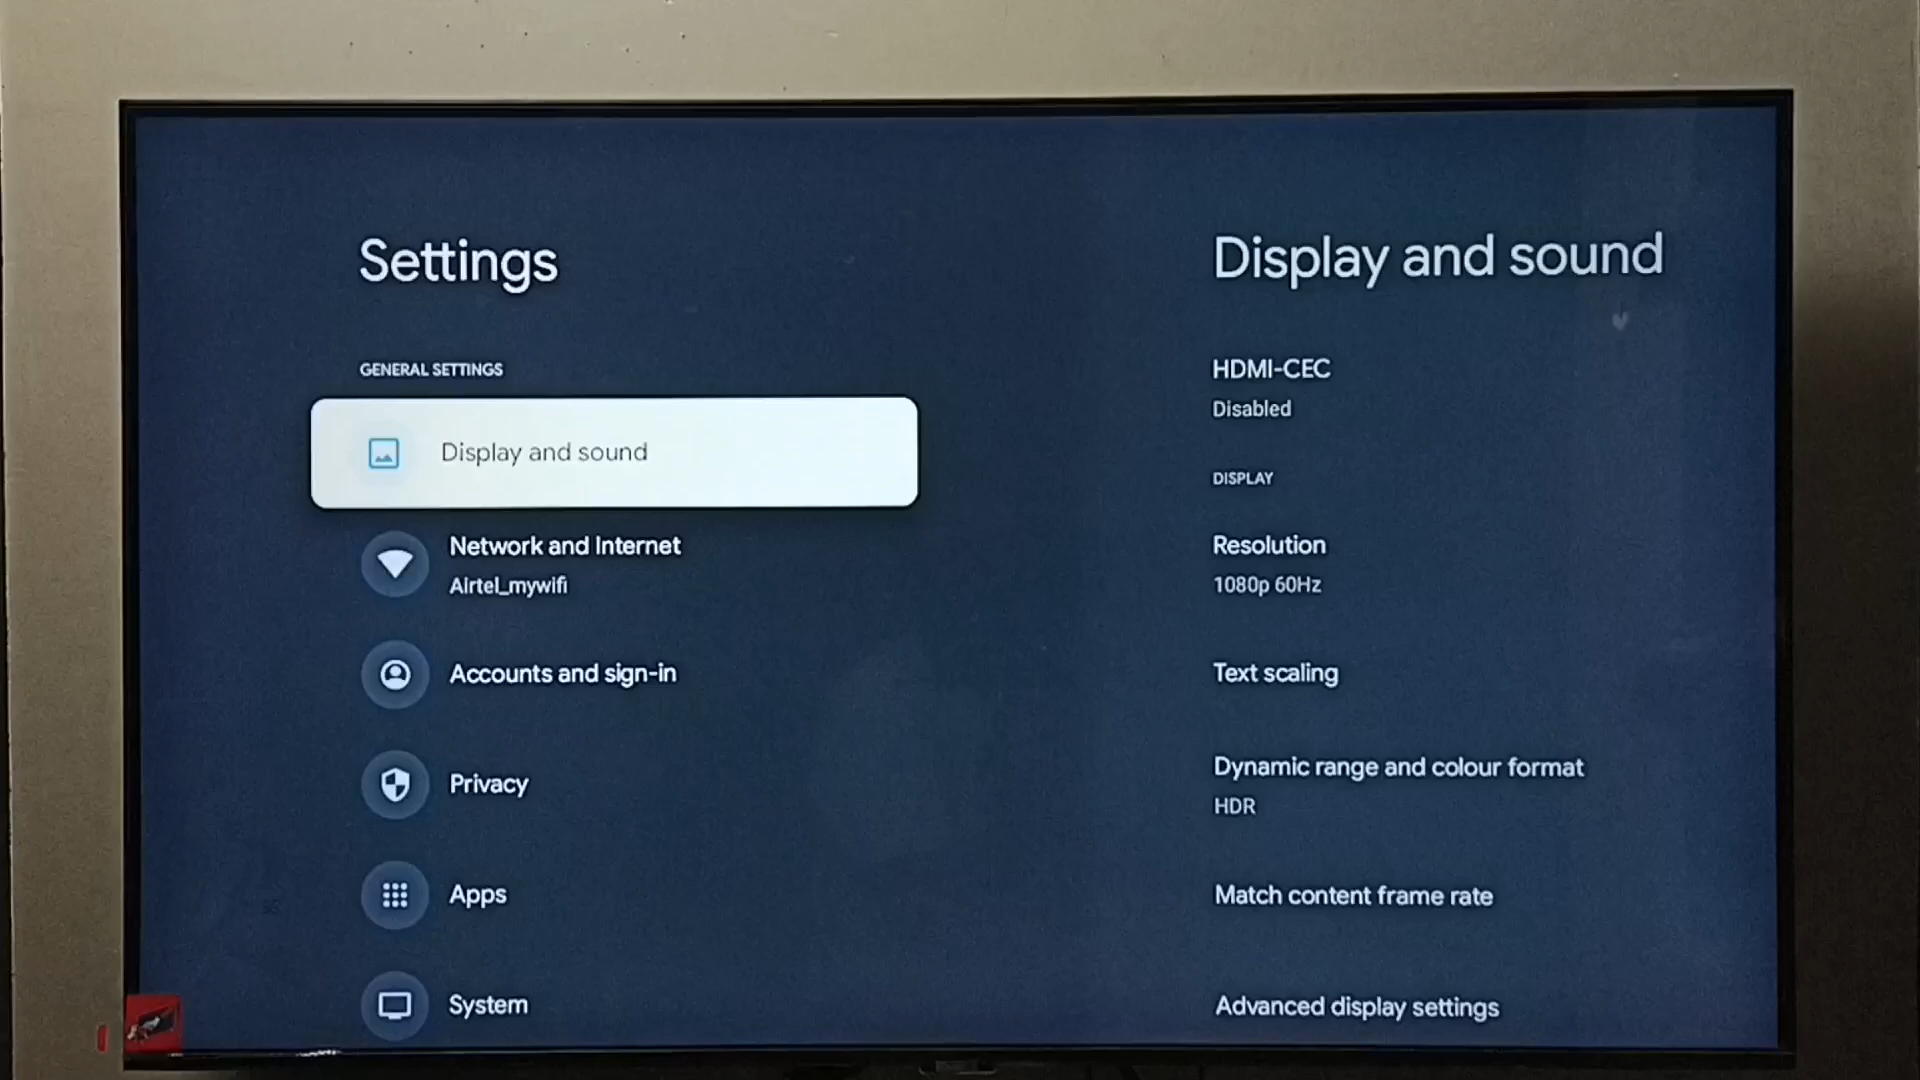 Settings
GENERAL SETTINGS
Display and sound
Network and Internet
Airtel_mywifi
Accounts and sign-in
Privacy
Apps
System
Display and sound
HDMI-CEC
Disabled
DISPLAY
Resolution
1080p 60Hz
Text scaling
Dynamic range and colour format
HDR
Match content frame rate
Advanced display settings